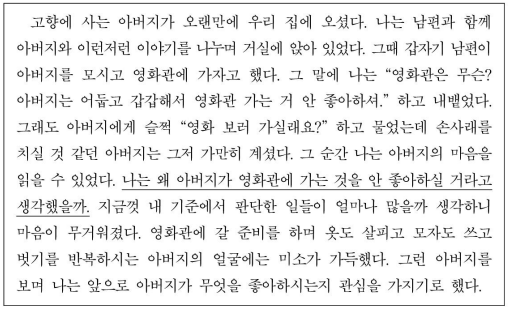 고향에 사는 아버지가 오랜만에 우리 집에 오셨다. 나는 남편과 함께
아버지와 이런저런 이야기를 나누며 거실에 앉아 있었다. 그때 갑자기 남편이
아버지를 모시고 영화관에 가자고 했다. 그 말에 나는 “영화관은 무슨?
아버지는 어둡고 갑갑해서 영화관 가는 거 안 좋아하셔.” 하고 내뱉었다.
그래도 아버지에게 슬쩍 “영화 보러 가실래요?” 하고 물었는데 손사래를
치실 것 같던 아버지는 그저 가만히 계셨다. 그 순간 나는 아버지의 마음을
읽을 수 있었다. 나는 왜 아버지가 영화관에 가는 것을 안 좋아하실 거라고
생각했을까. 지금껏 내 기준에서 판단한 일들이 얼마나 많을까 생각하니
마음이 무거워졌다. 영화관에 갈 준비를 하며 옷도 살피고 모자도 쓰고
벗기를 반복하시는 아버지의 얼굴에는 미소가 가득했다. 그런 아버지를
보며 나는 앞으로 아버지가 무엇을 좋아하시는지 관심을 가지기로 했다.